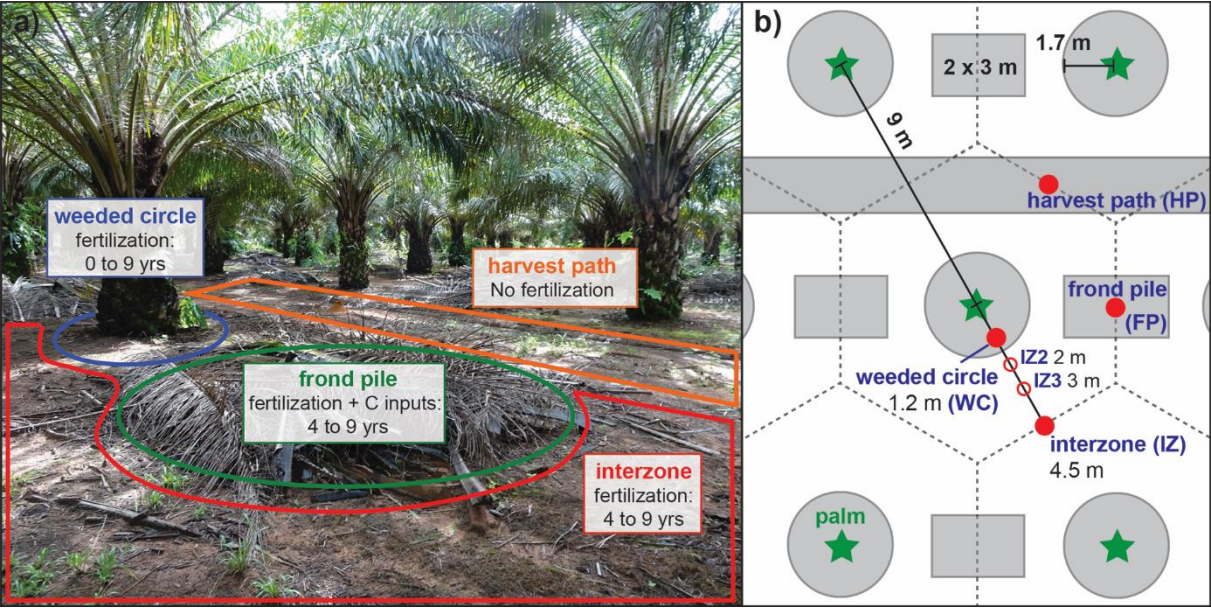 a)
weeded circle
fertilization:
0 to 9 yrs
harvest path
No fertilization
frond pile
fertilization + C inputs:
4 to 9 yrs
interzone
fertilization:
4 to 9 yrs
b)
1.7 m
2 x 3 m
9 m
harvest path (HP)
frond pile
(FP)
IZ2 2 m
IZ3 3 m
weeded circle
1.2 m (WC)
interzone (IZ)
4.5 m
palm